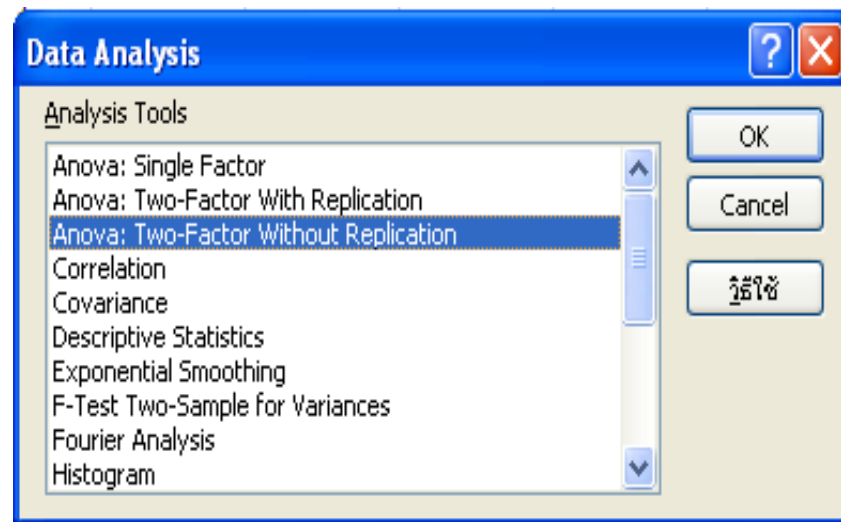 Data Analysis
Analysis Tools
Anova: Single Factor
Anova: Two-Factor With Replication
Anova: Two-Factor Without Replication
Correlation
Covariance
Descriptive Statistics
Exponential Smoothing
F-Test Two-Sample for Variances
Fourier Analysis
Histogram
OK
Cancel
วิธีใช้